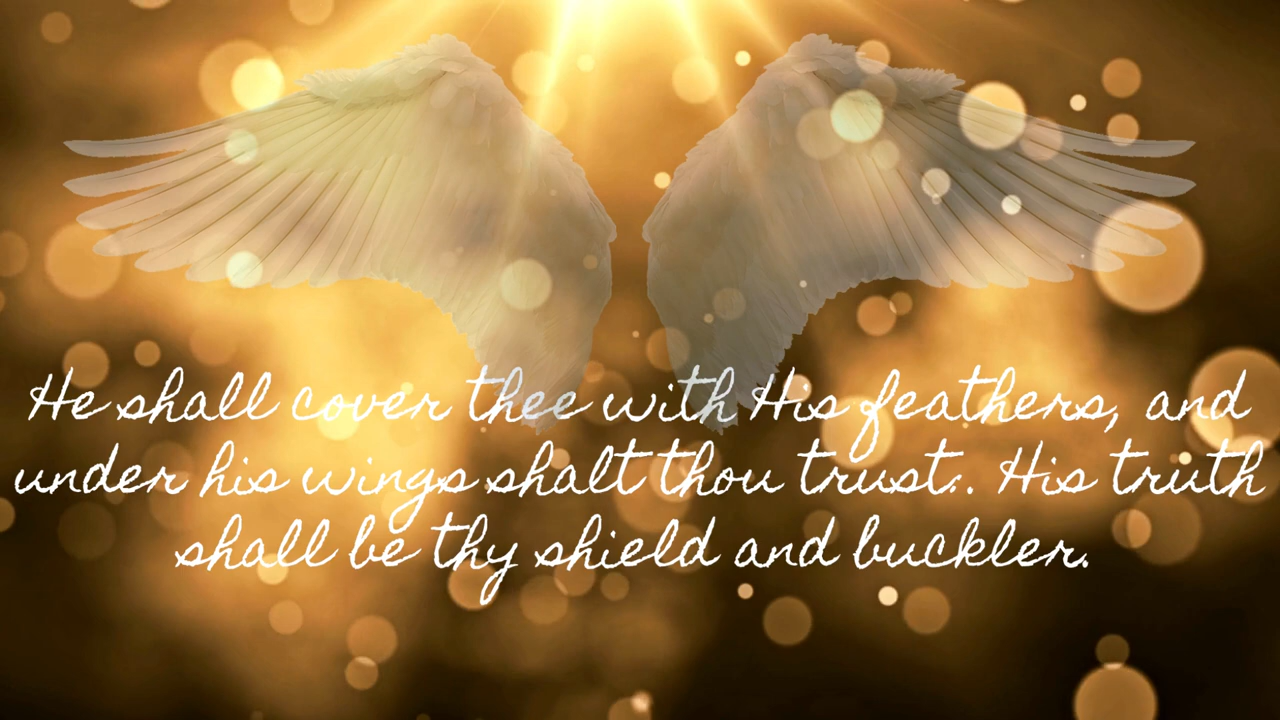 He shall cover thee with His feathers, and
under his wings shalt thou trust:. His truth
shall be thy shield and buckler.